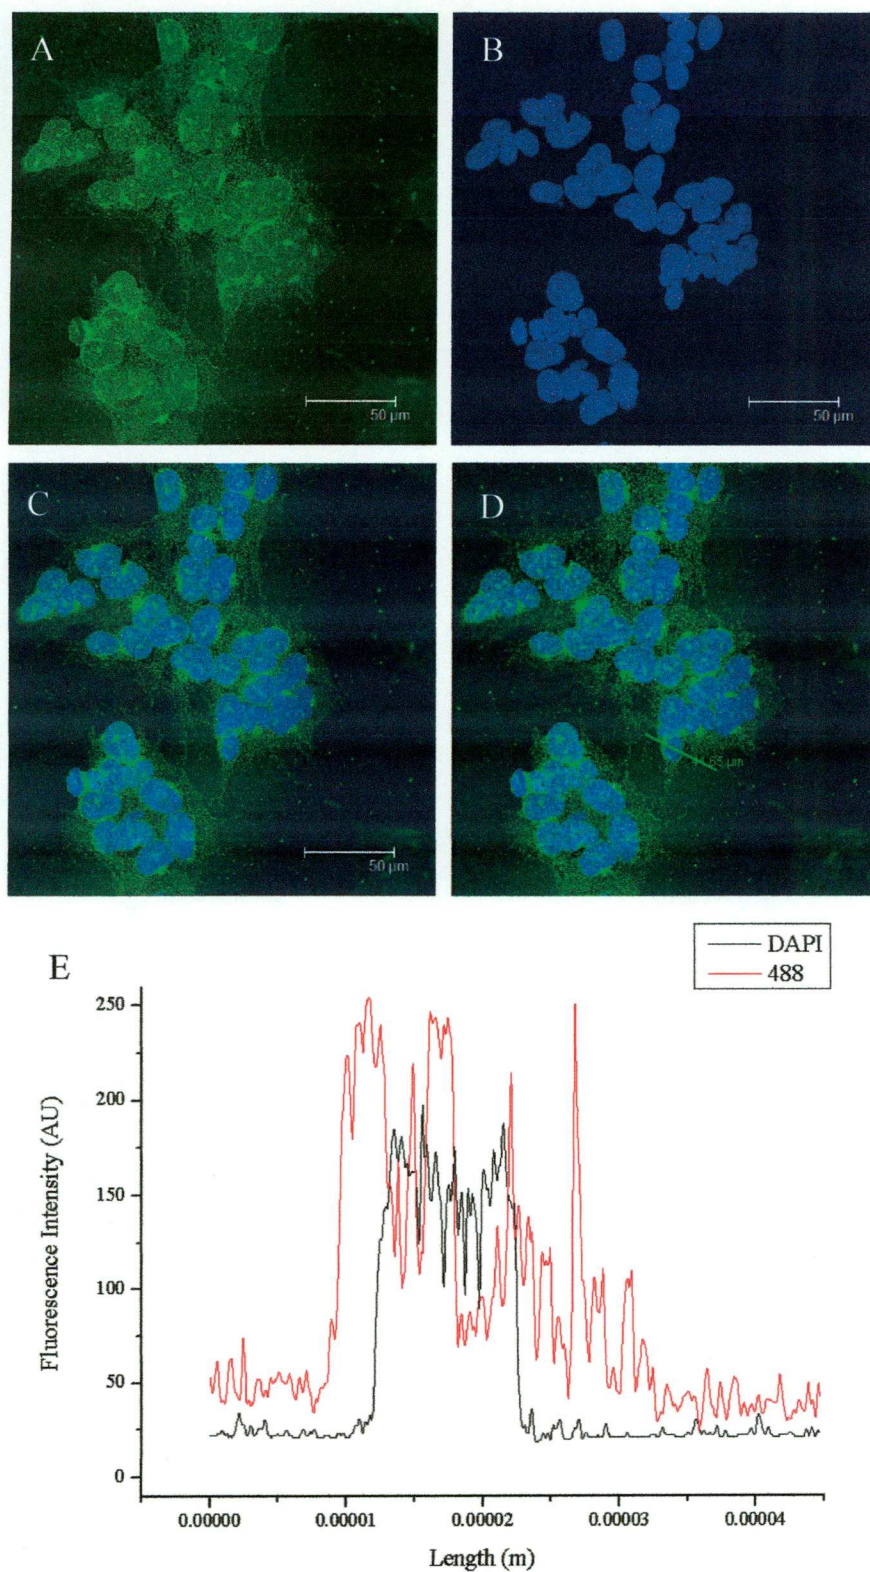 A
B
50 µm
50 µm
C
D
50 µm
E
DAPI
488
250
200
150
100
50
0
Fluorescence Intensity (AU)
0.00000
0.00001
0.00002
0.00003
0.00004
Length (m)